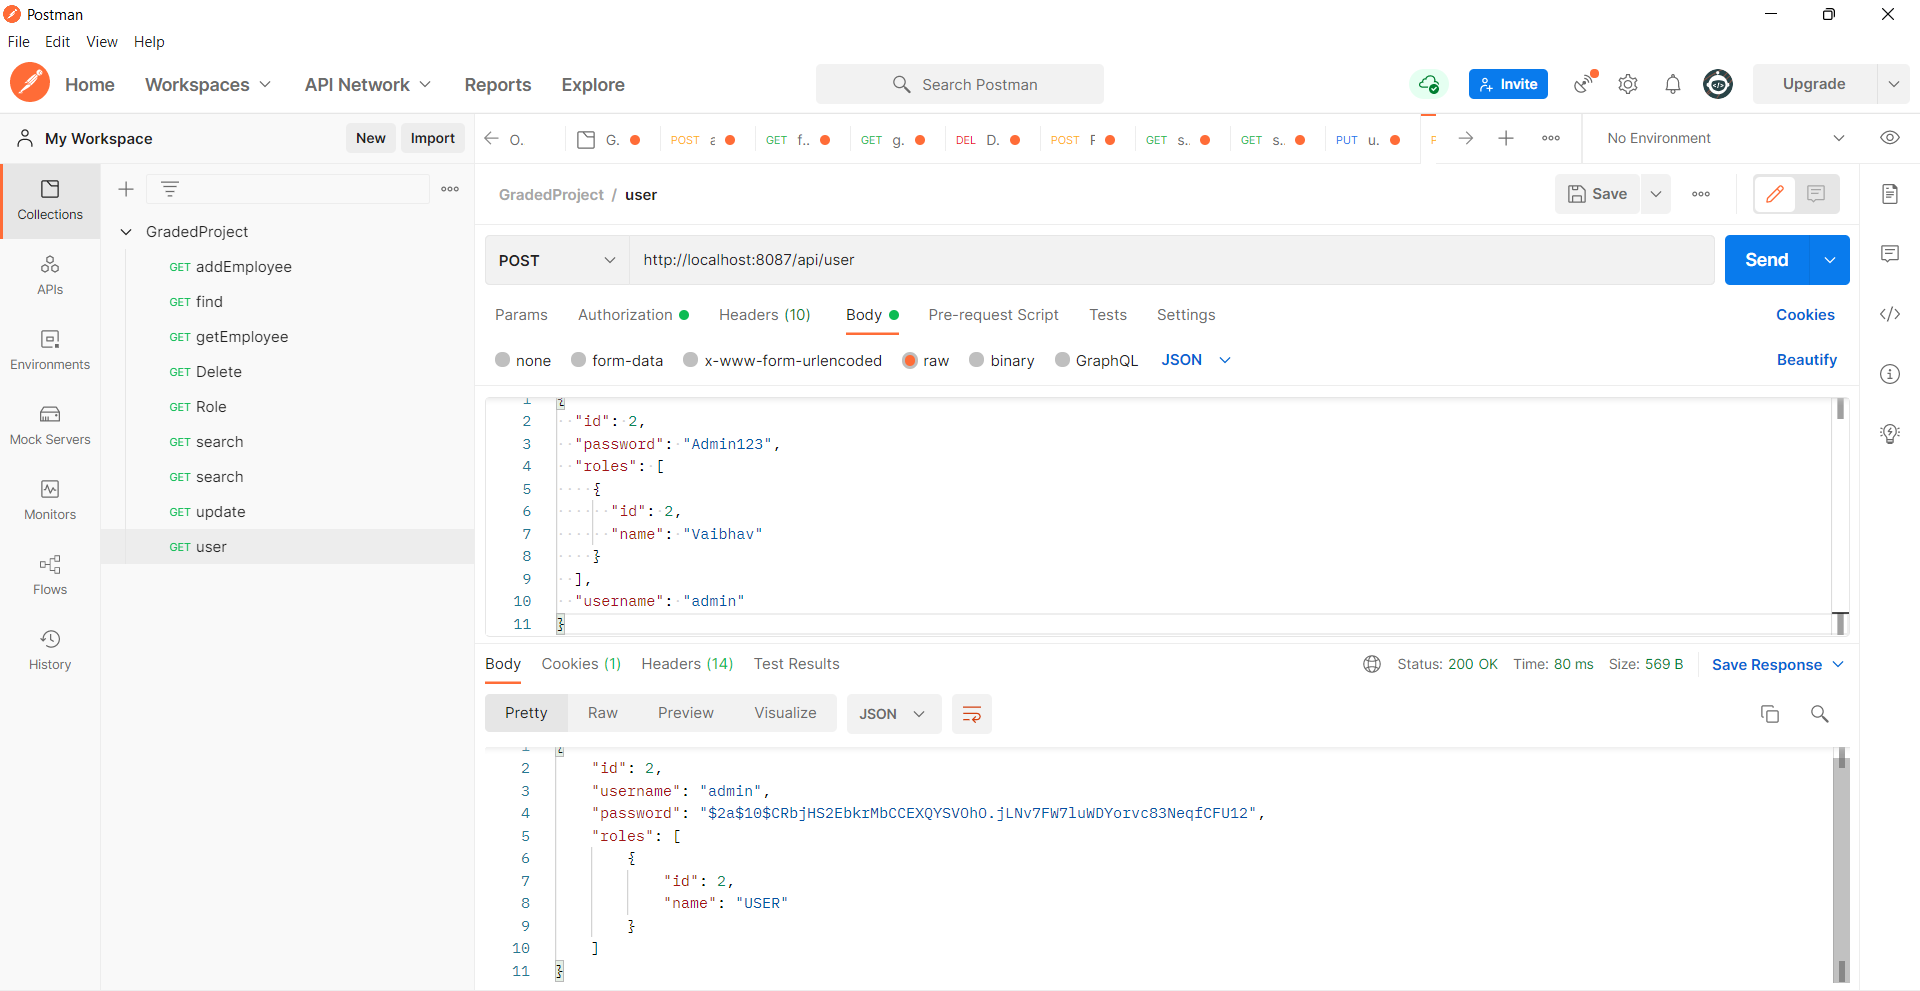 Postman
File Edit View Help
Home Workspaces API Network Reports Explore Search Postman Invite Upgrade
My Workspace New Import
O. G. POST GET f.. GET g. DEL D. POST GET s.. GET s.. PUT u. No Environment
Collections
APIs
Environments
Mock Servers
Monitors
Flows
History
GradedProject
GET addEmployee
GET find
GET getEmployee
GET Delete
GET Role
GET search
GET search
GET update
GET user
GradedProject / user Save
POST http://localhost:8087/api/user Send
Params Authorization Headers (10) Body Pre-request Script Tests Settings Cookies
none form-data x-www-form-urlencoded raw binary GraphQL JSON Beautify
1 {
2 "id": 2,
3 "password": "Admin123",
4 "roles": [
5 {
6 "id": 2,
7 "name": "Vaibhav"
8 }
9 ],
10 "username": "admin"
11 }
Body Cookies (1) Headers (14) Test Results Status: 200 OK Time: 80 ms Size: 569 B Save Response
Pretty Raw Preview Visualize JSON
1 {
2 "id": 2,
3 "username": "admin",
4 "password": "$2a$10$CRbjHS2EbkrMbCCEXQYSVOhO.jLNv7FW7luWDYorvc83NeqfCFU12",
5 "roles": [
6 {
7 "id": 2,
8 "name": "USER"
9 }
10 ]
11 }